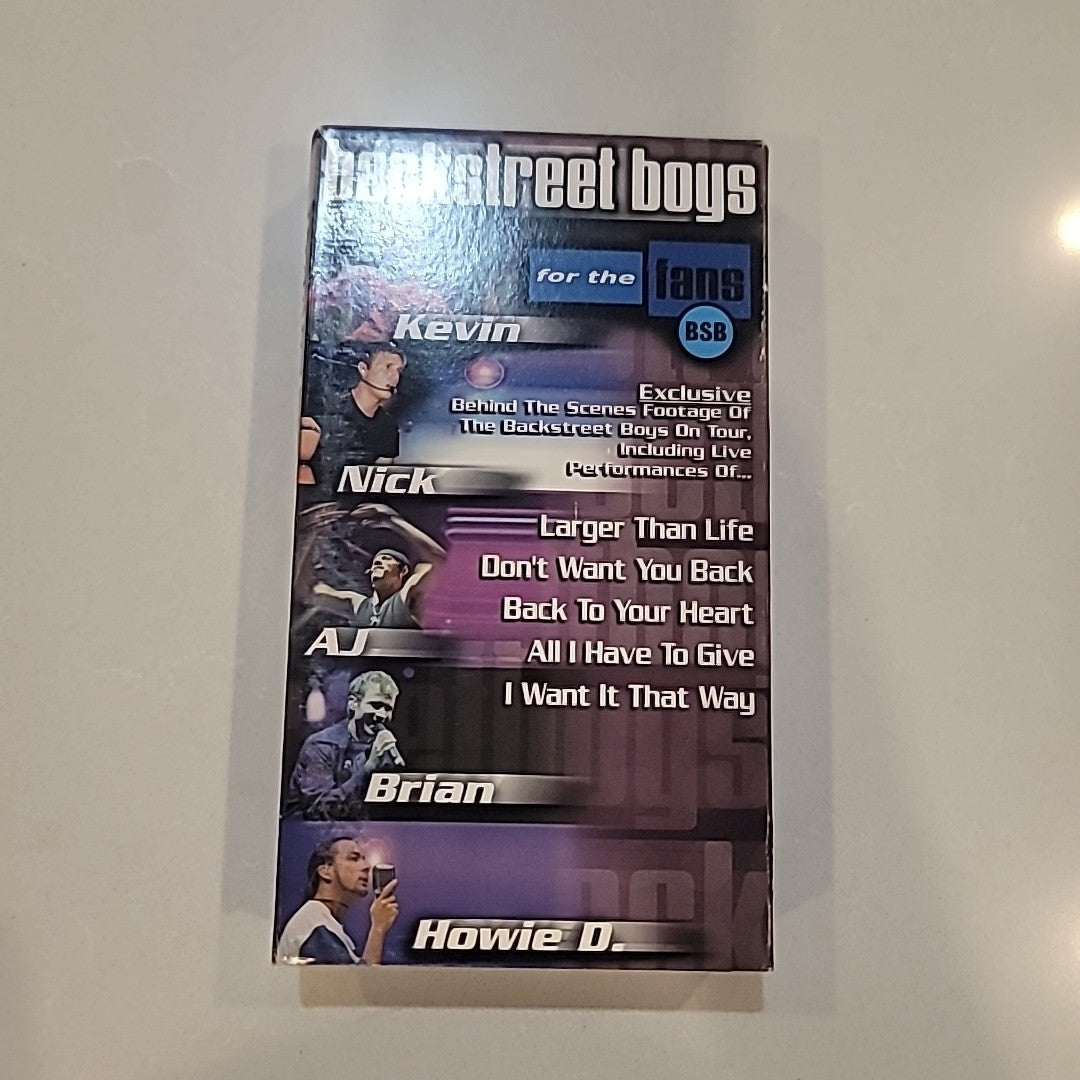 backstreet boys
for the fans
BSB
Kevin
Exclusive
Behind The Scenes Footage Of
The Backstreet Boys On Tour,
Including Live
Performances Of...
Nick
Larger Than Life
Don't Want You Back
Back To Your Heart
AJ
All I Have To Give
I Want It That Way
Brian
Howie D.